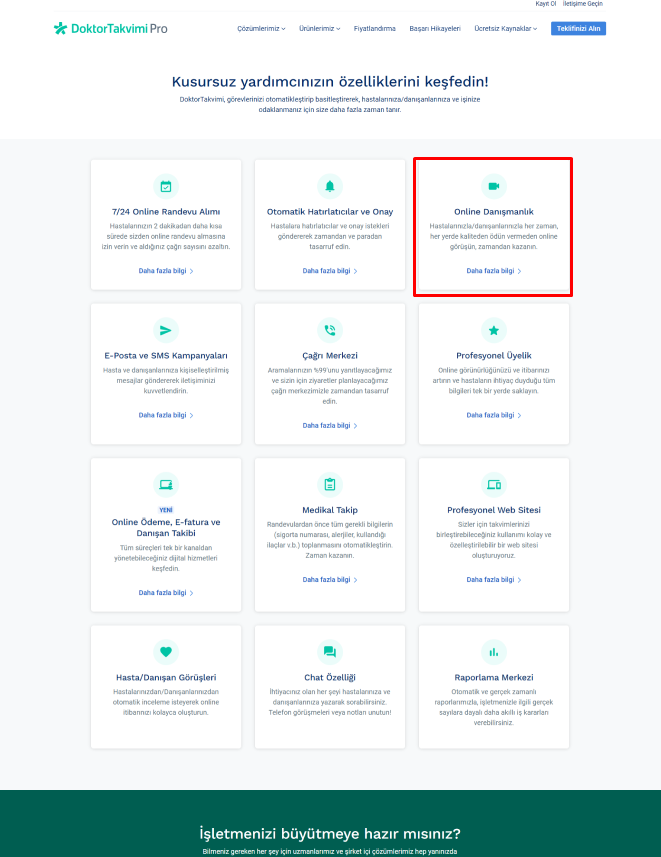 Kayıt Ol İletişime Geçin
DoktorTakvimi Pro
Çözümlerimiz Ürünlerimiz Fiyatlandırma Başarı Hikayeleri Ücretsiz Kaynaklar Teklifinizi Alın
Kusursuz yardımcınızın özelliklerini keşfedin!
DoktorTakvimi, görevlerinizi otomatikleştirip basitleştirerek, hastalarınıza/danışanlarınıza ve işinize
odaklanmanız için size daha fazla zaman tanır.
7/24 Online Randevu Alımı
Hastalarınızın 2 dakikadan daha kısa
sürede sizden online randevu almasına
izin verin ve aldığınız çağrı sayısını azaltın.
Daha fazla bilgi
Otomatik Hatırlatıcılar ve Onay
Hastalara hatırlatıcılar ve onay istekleri
göndererek zamandan ve paradan
tasarruf edin.
Daha fazla bilgi
Online Danışmanlık
Hastalarınızla/danışanlarınızla her zaman,
her yerde kaliteden ödün vermeden online
görüşün, zamandan kazanın.
Daha fazla bilgi
E-Posta ve SMS Kampanyaları
Hasta ve danışanlarınıza kişiselleştirilmiş
mesajlar göndererek iletişiminizi
kuvvetlendirin.
Daha fazla bilgi
Çağrı Merkezi
Aramalarınızın %99'unu yanıtlayacağımız
ve sizin için ziyaretler planlayacağımız
çağrı merkezimizle zamandan tasarruf
edin.
Daha fazla bilgi
Profesyonel Üyelik
Online görünürlüğünüzü ve itibarınızı
artırın ve hastaların ihtiyaç duyduğu tüm
bilgileri tek bir yerde saklayın.
Daha fazla bilgi
YENİ
Online Ödeme, E-fatura ve
Danışan Takibi
Tüm süreçleri tek bir kanaldan
yönetebileceğiniz dijital hizmetleri
keşfedin.
Daha fazla bilgi
Medikal Takip
Randevulardan önce tüm gerekli bilgilerin
(sigorta numarası, alerjiler, kullandığı
ilaçlar v.b.) toplanmasını otomatikleştirin.
Zaman kazanın.
Daha fazla bilgi
Profesyonel Web Sitesi
Sizler için takvimlerinizi
birleştirebileceğiniz kullanımı kolay ve
özelleştirilebilir bir web sitesi
oluşturuyoruz.
Daha fazla bilgi
Hasta/Danışan Görüşleri
Hastalarınızdan/Danışanlarınızdan
otomatik inceleme isteyerek online
itibarınızı kolayca oluşturun.
Chat Özelliği
İhtiyacınız olan her şeyi hastalarınıza ve
danışanlarınıza yazarak sorabilirsiniz.
Telefon görüşmeleri veya notları unutun!
Raporlama Merkezi
Otomatik ve gerçek zamanlı
raporlarımızla, işletmenizle ilgili gerçek
sayılara dayalı daha akıllı iş kararları
verebilirsiniz.
İşletmenizi büyütmeye hazır mısınız?
Bilmeniz gereken her şey için uzmanlarımız ve şirket içi çözümlerimiz hep yanınızda